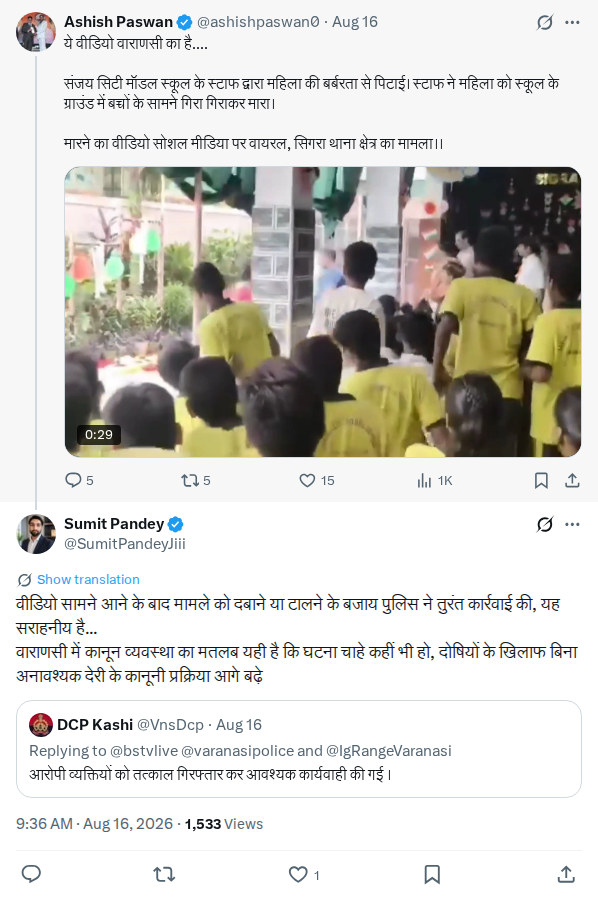 Ashish Paswan @ashishpaswan0 · Aug 16
ये वीडियो वाराणसी का है....
संजय सिटी मॉडल स्कूल के स्टाफ द्वारा महिला की बर्बरता से पिटाई। स्टाफ ने महिला को स्कूल के
ग्राउंड में बचों के सामने गिरा गिराकर मारा।
मारने का वीडियो सोशल मीडिया पर वायरल, सिगरा थाना क्षेत्र का मामला।।
0:29
5 5 15 1K
Sumit Pandey
@SumitPandeyJiii
Show translation
वीडियो सामने आने के बाद मामले को दबाने या टालने के बजाय पुलिस ने तुरंत कार्रवाई की, यह
सराहनीय है...
वाराणसी में कानून व्यवस्था का मतलब यही है कि घटना चाहे कहीं भी हो, दोषियों के खिलाफ बिना
अनावश्यक देरी के कानूनी प्रक्रिया आगे बढ़े
DCP Kashi @VnsDcp · Aug 16
Replying to @bstvlive @varanasipolice and @IgRangeVaranasi
आरोपी व्यक्तियों को तत्काल गिरफ्तार कर आवश्यक कार्यवाही की गई।
9:36 AM · Aug 16, 2026 · 1,533 Views
1